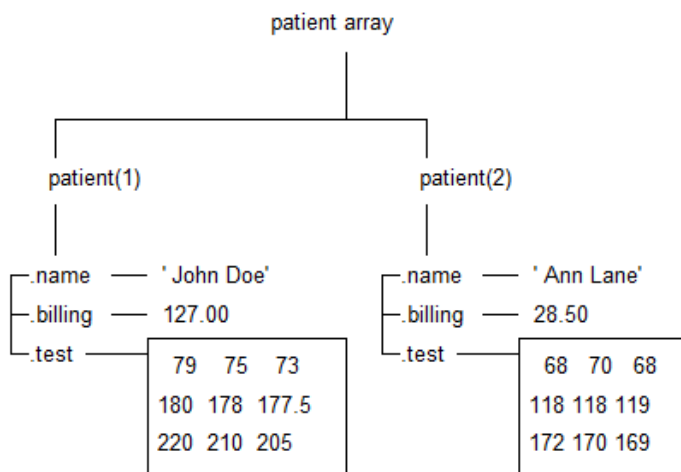 patient array
patient(1)
.name ' John Doe'
.billing 127.00
.test
79 75 73
180 178 177.5
220 210 205
patient(2)
.name ' Ann Lane'
.billing 28.50
.test
68 70 68
118 118 119
172 170 169